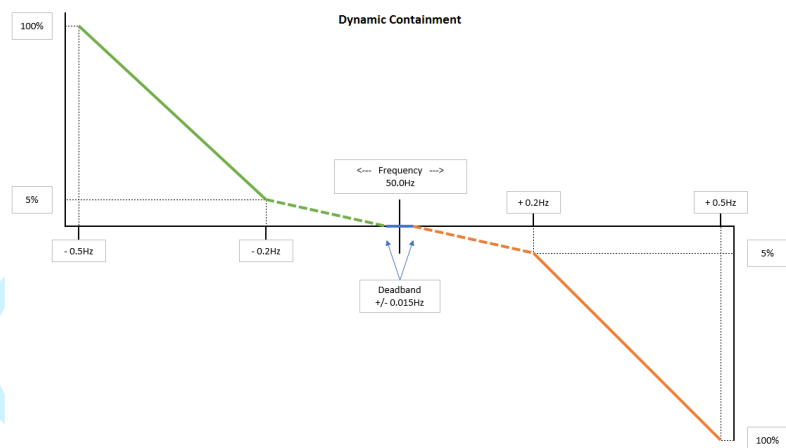 Dynamic Containment
100%
<--- Frequency --->
50.0Hz
5%
+ 0.2Hz
+ 0.5Hz
- 0.5Hz
- 0.2Hz
5%
Deadband
+/- 0.015Hz
100%